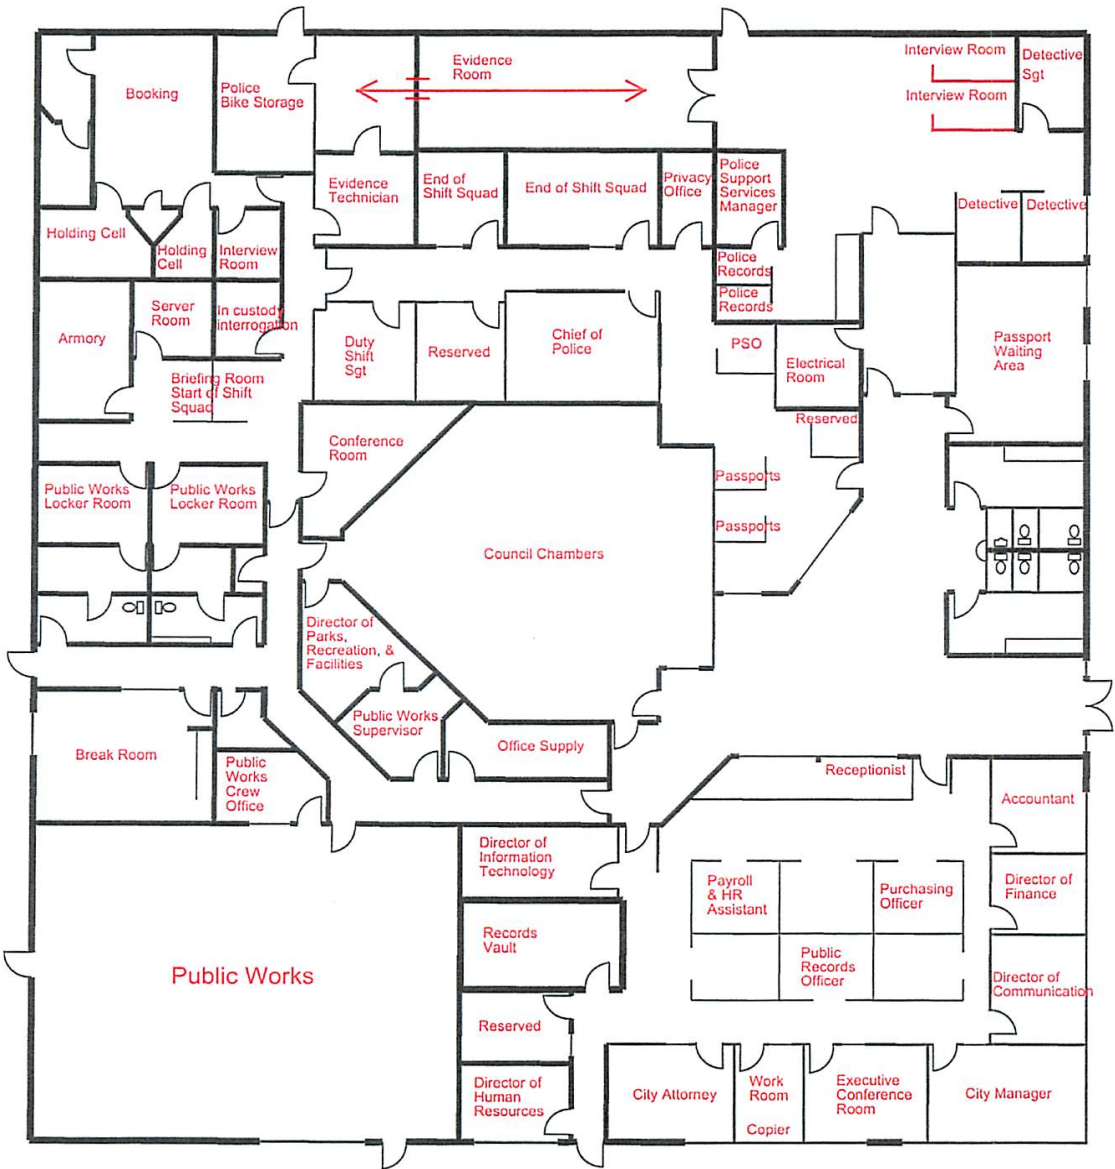 Booking
Police
Bike Storage
Evidence
Room
Interview Room
Interview Room
Detective
Sgt
Evidence
Technician
End of
Shift Squad
End of Shift Squad
Privacy
Office
Police
Support
Services
Manager
Detective
Detective
Holding Cell
Holding
Cell
Interview
Room
Police
Records
Police
Records
Armory
Server
Room
In custody
interrogation
Duty
Shift
Sgt
Reserved
Chief of
Police
PSO
Electrical
Room
Passport
Waiting
Area
Briefing Room
Start of Shift
Squad
Reserved
Conference
Room
Passports
Passports
Public Works
Locker Room
Public Works
Locker Room
Council Chambers
Director of
Parks,
Recreation, &
Facilities
Public Works
Supervisor
Office Supply
Break Room
Public
Works
Crew
Office
Receptionist
Accountant
Director of
Information
Technology
Payroll
& HR
Assistant
Purchasing
Officer
Director of
Finance
Records
Vault
Public
Records
Officer
Director of
Communication
Public Works
Reserved
Director of
Human
Resources
City Attorney
Work
Room
Copier
Executive
Conference
Room
City Manager